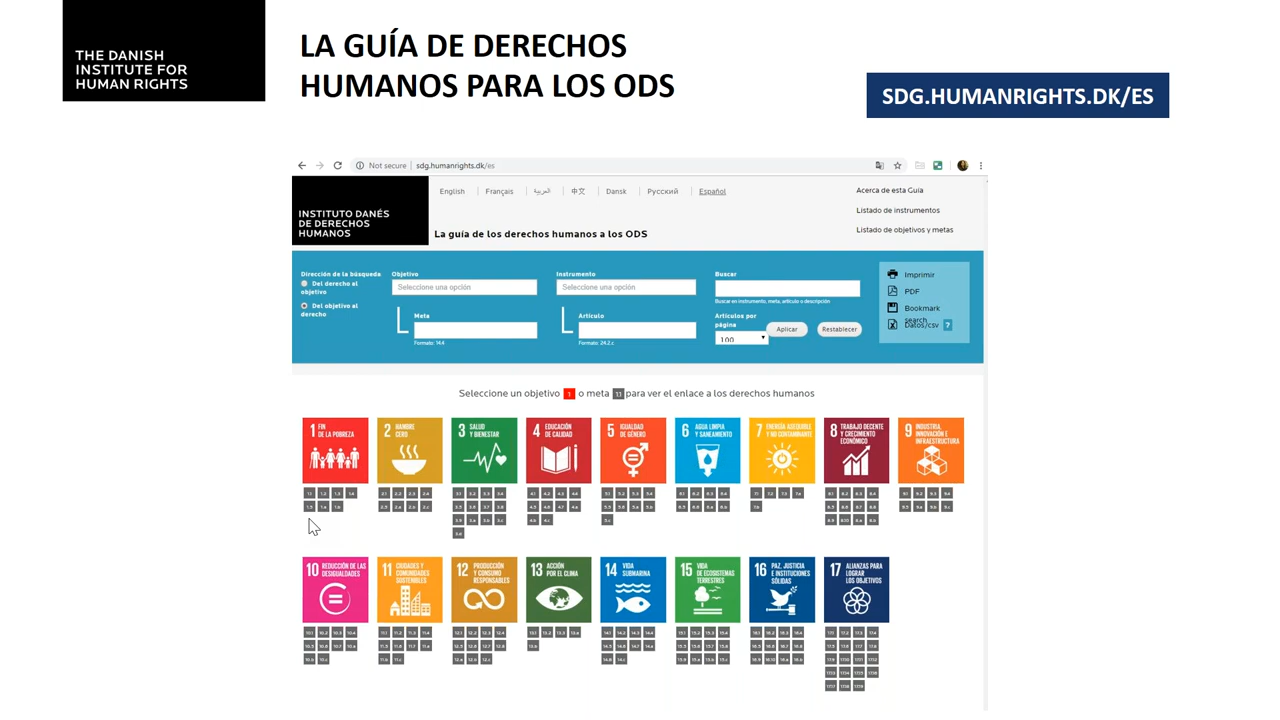 THE DANISH
INSTITUTE FOR
HUMAN RIGHTS
LA GUÍA DE DERECHOS
HUMANOS PARA LOS ODS
SDG.HUMANRIGHTS.DK/ES
Not secure | sdg.humanrights.dk/es
INSTITUTO DANÉS
DE DERECHOS
HUMANOS
English | Français | العربية | 中文 | Dansk | Русский | Español
La guía de los derechos humanos a los ODS
Acerca de esta Guía
Listado de instrumentos
Listado de objetivos y metas
Dirección de la búsqueda
Del derecho al
objetivo
Del objetivo al
derecho
Objetivo
Seleccione una opción
Meta
Formato: 14.4
Instrumento
Seleccione una opción
Artículo
Formato: 24.2.c
Buscar
Buscar en instrumento, meta, artículo o descripción
Artículos por
página
100
Aplicar
Restablecer
Imprimir
PDF
Bookmark
search
Datos/csv ?
Seleccione un objetivo 1 o meta 1.1 para ver el enlace a los derechos humanos
1 FIN
DE LA POBREZA
2 HAMBRE
CERO
3 SALUD
Y BIENESTAR
4 EDUCACIÓN
DE CALIDAD
5 IGUALDAD
DE GÉNERO
6 AGUA LIMPIA
Y SANEAMIENTO
7 ENERGÍA ASEQUIBLE
Y NO CONTAMINANTE
8 TRABAJO DECENTE
Y CRECIMIENTO
ECONÓMICO
9 INDUSTRIA,
INNOVACIÓN E
INFRAESTRUCTURA
10 REDUCCIÓN DE LAS
DESIGUALDADES
11 CIUDADES Y
COMUNIDADES
SOSTENIBLES
12 PRODUCCIÓN
Y CONSUMO
RESPONSABLES
13 ACCIÓN
POR EL CLIMA
14 VIDA
SUBMARINA
15 VIDA
DE ECOSISTEMAS
TERRESTRES
16 PAZ, JUSTICIA
E INSTITUCIONES
SÓLIDAS
17 ALIANZAS PARA
LOGRAR
LOS OBJETIVOS